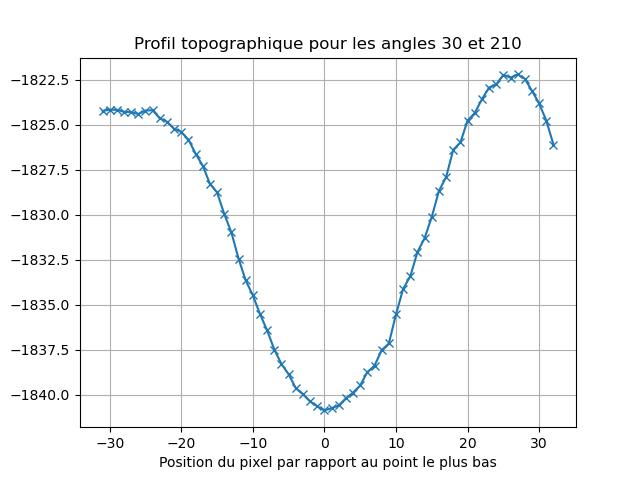 Profil topographique pour les angles 30 et 210
−1822.5
−1825.0
−1827.5
−1830.0
−1832.5
−1835.0
−1837.5
−1840.0
−30 −20 −10 0 10 20 30
Position du pixel par rapport au point le plus bas